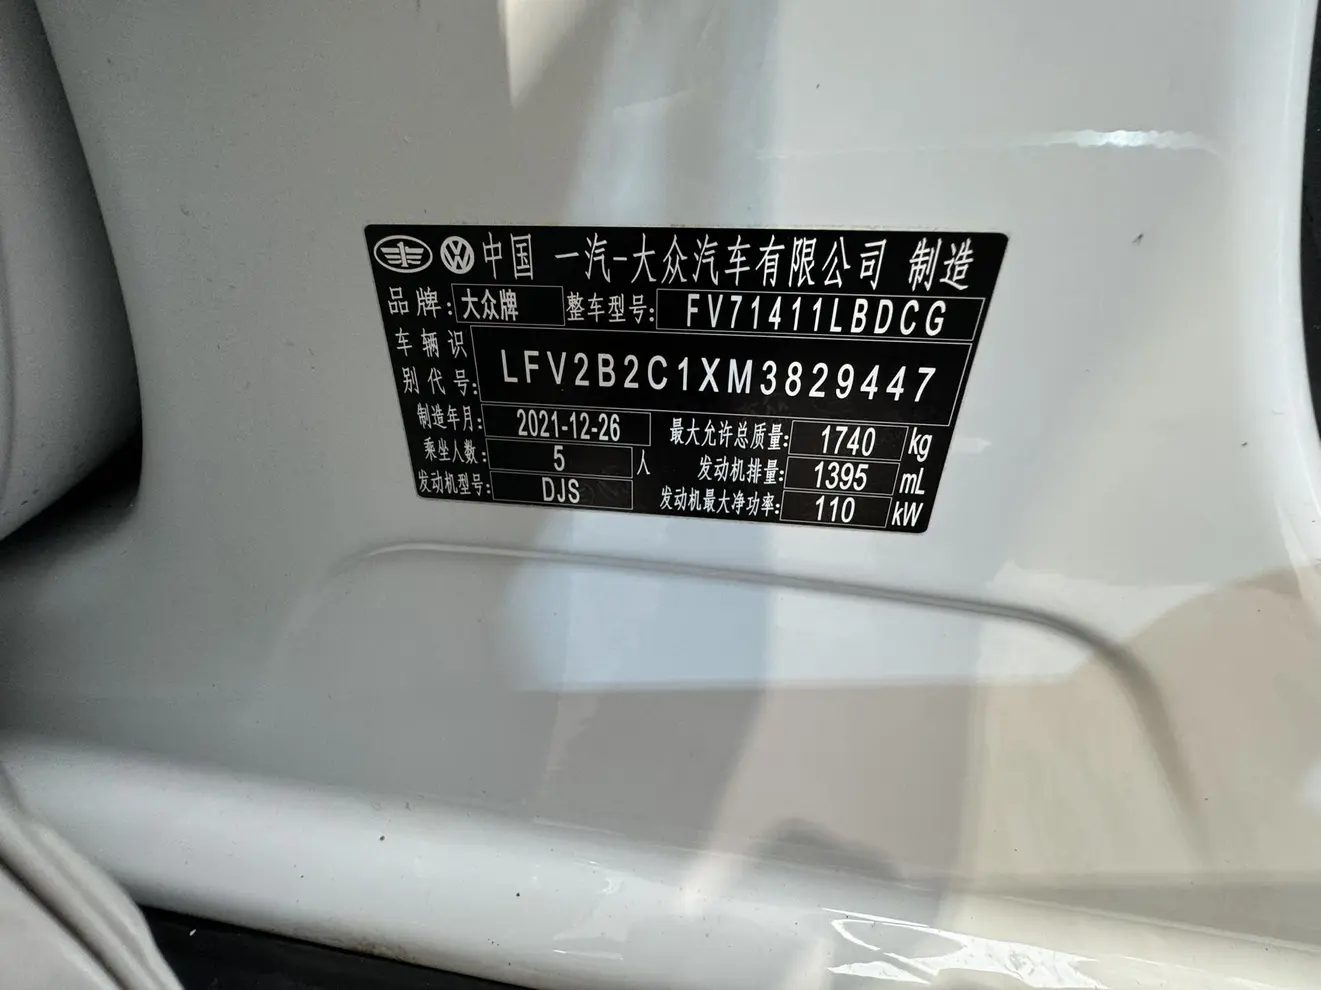 中国 一汽-大众汽车有限公司 制造
品牌: 大众牌 整车型号: FV71411LBDCG
车辆识别代号: LFV2B2C1XM3829447
制造年月: 2021-12-26 最大允许总质量: 1740 kg
乘坐人数: 5 人 发动机排量: 1395 mL
发动机型号: DJS 发动机最大净功率: 110 kW